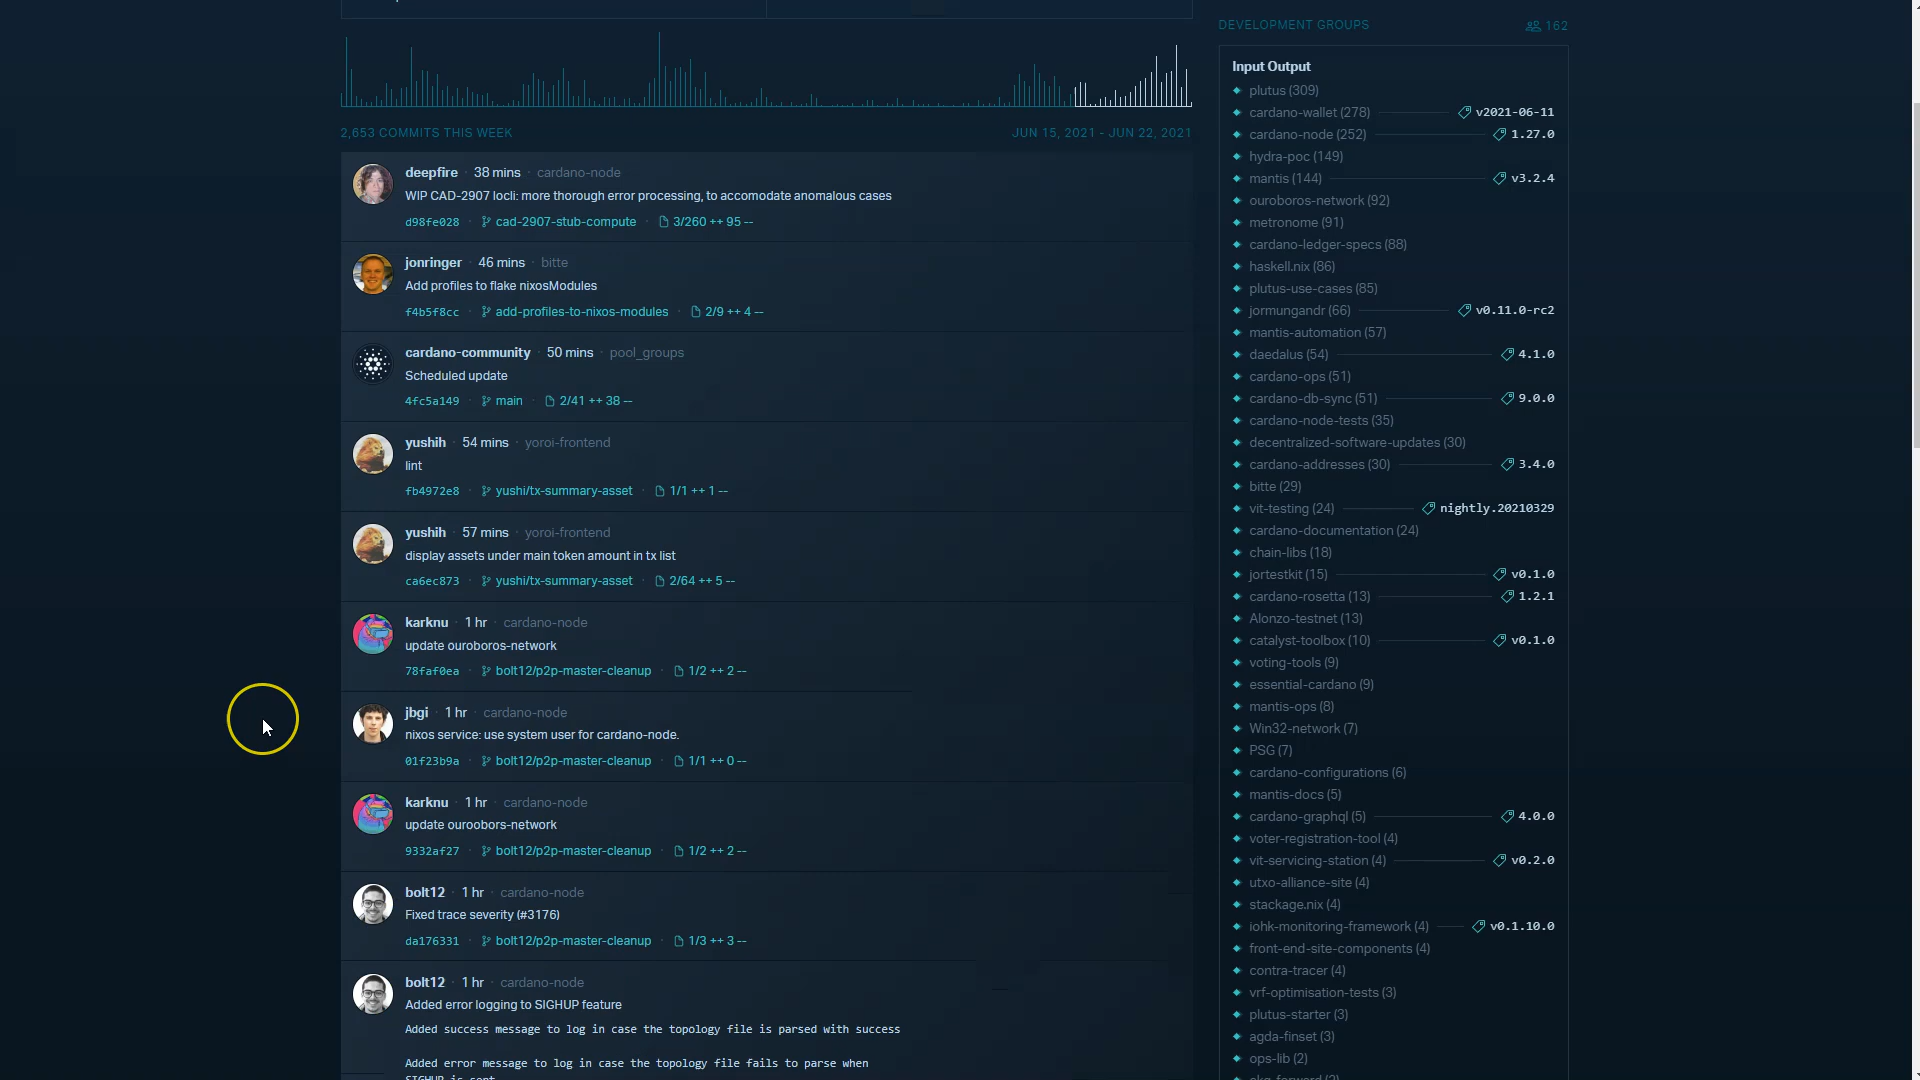 2,653 COMMITS THIS WEEK
JUN 15, 2021 - JUN 22, 2021
deepfire · 38 mins · cardano-node
WIP CAD-2907 locli: more thorough error processing, to accomodate anomalous cases
d98fe028 · cad-2907-stub-compute · 3/260 ++ 95 --
jonringer · 46 mins · bitte
Add profiles to flake nixosModules
f4b5f8cc · add-profiles-to-nixos-modules · 2/9 ++ 4 --
cardano-community · 50 mins · pool_groups
Scheduled update
4fc5a149 · main · 2/41 ++ 38 --
yushih · 54 mins · yoroi-frontend
lint
fb4972e8 · yushi/tx-summary-asset · 1/1 ++ 1 --
yushih · 57 mins · yoroi-frontend
display assets under main token amount in tx list
ca6ec873 · yushi/tx-summary-asset · 2/64 ++ 5 --
karknu · 1 hr · cardano-node
update ouroboros-network
78faf0ea · bolt12/p2p-master-cleanup · 1/2 ++ 2 --
jbgi · 1 hr · cardano-node
nixos service: use system user for cardano-node.
01f23b9a · bolt12/p2p-master-cleanup · 1/1 ++ 0 --
karknu · 1 hr · cardano-node
update ouroobors-network
9332af27 · bolt12/p2p-master-cleanup · 1/2 ++ 2 --
bolt12 · 1 hr · cardano-node
Fixed trace severity (#3176)
da176331 · bolt12/p2p-master-cleanup · 1/3 ++ 3 --
bolt12 · 1 hr · cardano-node
Added error logging to SIGHUP feature
Added success message to log in case the topology file is parsed with success
Added error message to log in case the topology file fails to parse when
DEVELOPMENT GROUPS 162
Input Output
plutus (309)
cardano-wallet (278) v2021-06-11
cardano-node (252) 1.27.0
hydra-poc (149)
mantis (144) v3.2.4
ouroboros-network (92)
metronome (91)
cardano-ledger-specs (88)
haskell.nix (86)
plutus-use-cases (85)
jormungandr (66) v0.11.0-rc2
mantis-automation (57)
daedalus (54) 4.1.0
cardano-ops (51)
cardano-db-sync (51) 9.0.0
cardano-node-tests (35)
decentralized-software-updates (30)
cardano-addresses (30) 3.4.0
bitte (29)
vit-testing (24) nightly.20210329
cardano-documentation (24)
chain-libs (18)
jortestkit (15) v0.1.0
cardano-rosetta (13) 1.2.1
Alonzo-testnet (13)
catalyst-toolbox (10) v0.1.0
voting-tools (9)
essential-cardano (9)
mantis-ops (8)
Win32-network (7)
PSG (7)
cardano-configurations (6)
mantis-docs (5)
cardano-graphql (5) 4.0.0
voter-registration-tool (4)
vit-servicing-station (4) v0.2.0
utxo-alliance-site (4)
stackage.nix (4)
iohk-monitoring-framework (4) v0.1.10.0
front-end-site-components (4)
contra-tracer (4)
vrf-optimisation-tests (3)
plutus-starter (3)
agda-finset (3)
ops-lib (2)